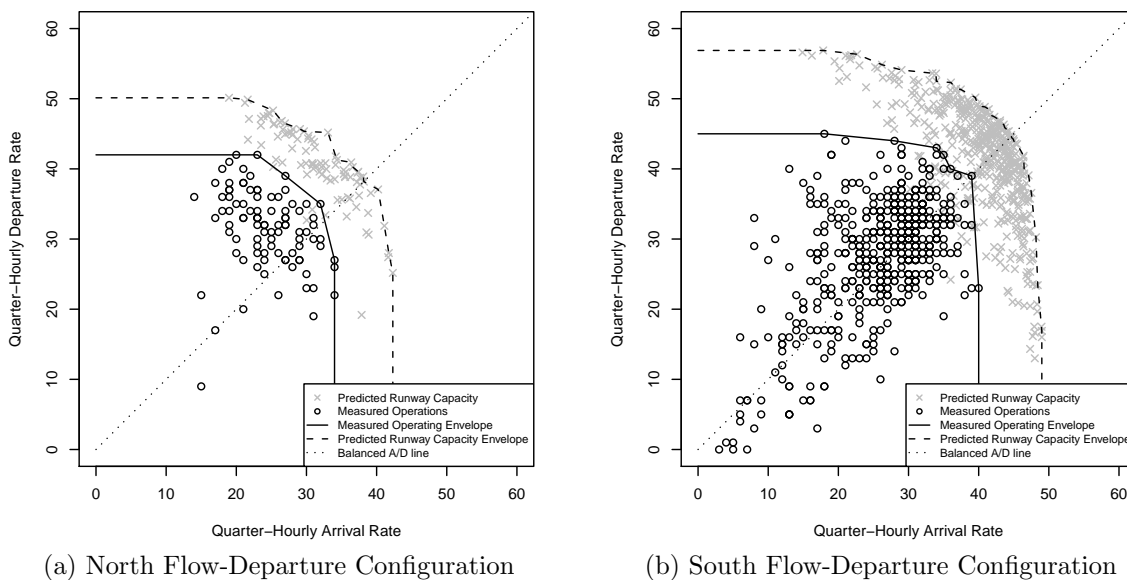 60
50
40
30
20
10
0
Quarter−Hourly Departure Rate
Predicted Runway Capacity
Measured Operations
Measured Operating Envelope
Predicted Runway Capacity Envelope
Balanced A/D line
0 10 20 30 40 50 60
Quarter−Hourly Arrival Rate
(a) North Flow-Departure Configuration
60
50
40
30
20
10
0
Quarter−Hourly Departure Rate
Predicted Runway Capacity
Measured Operations
Measured Operating Envelope
Predicted Runway Capacity Envelope
Balanced A/D line
0 10 20 30 40 50 60
Quarter−Hourly Arrival Rate
(b) South Flow-Departure Configuration